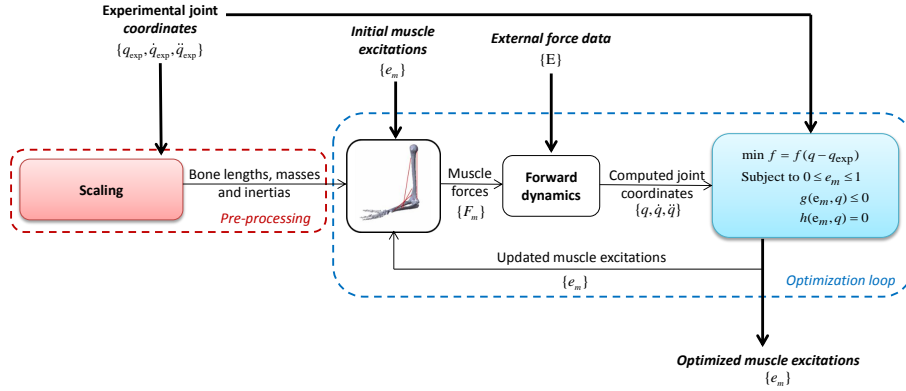 Experimental joint
coordinates
{q_exp, q̇_exp, q̈_exp}
Initial muscle
excitations
{e_m}
External force data
{E}
Scaling
Bone lengths, masses
and inertias
Pre-processing
Muscle
forces
{F_m}
Forward
dynamics
Computed joint
coordinates
{q, q̇, q̈}
min f = f(q − q_exp)
Subject to 0 ≤ e_m ≤ 1
g(e_m, q) ≤ 0
h(e_m, q) = 0
Updated muscle excitations
{e_m}
Optimization loop
Optimized muscle excitations
{e_m}